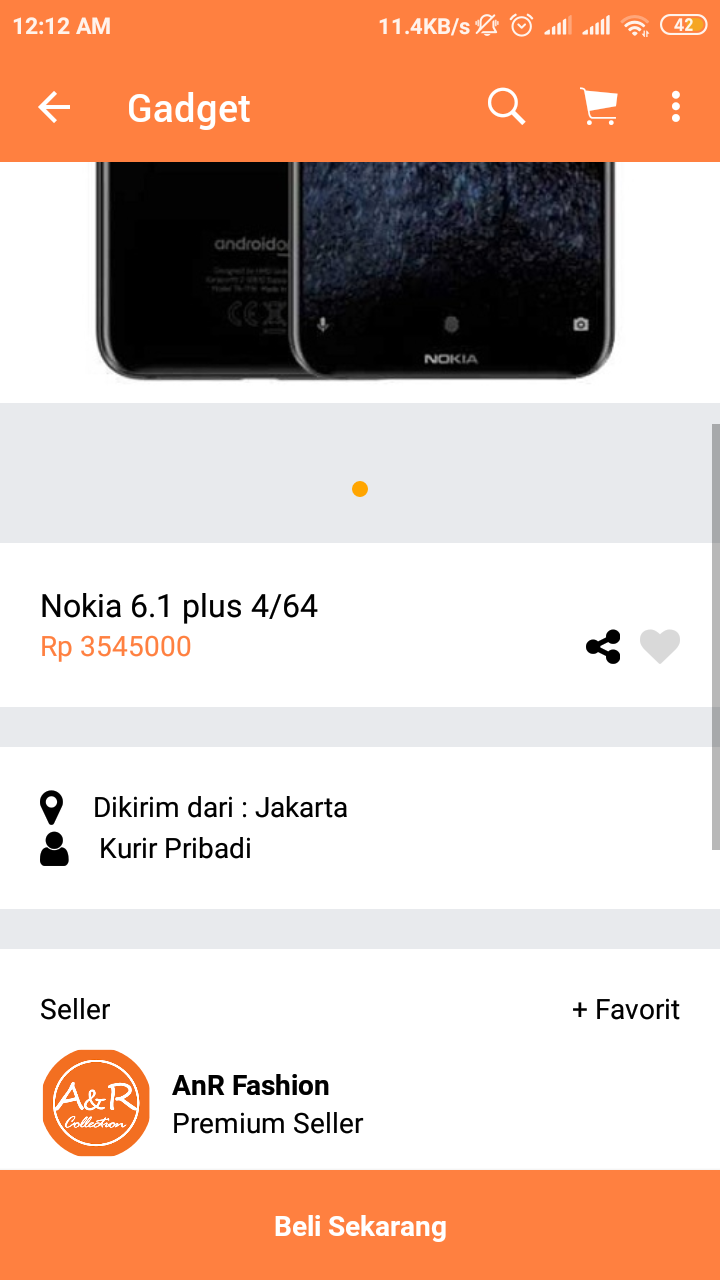 12:12 AM 11.4KB/s 42
Gadget
androido
NOKIA
Nokia 6.1 plus 4/64
Rp 3545000
Dikirim dari : Jakarta
Kurir Pribadi
Seller + Favorit
A&R
Collection
AnR Fashion
Premium Seller
Beli Sekarang